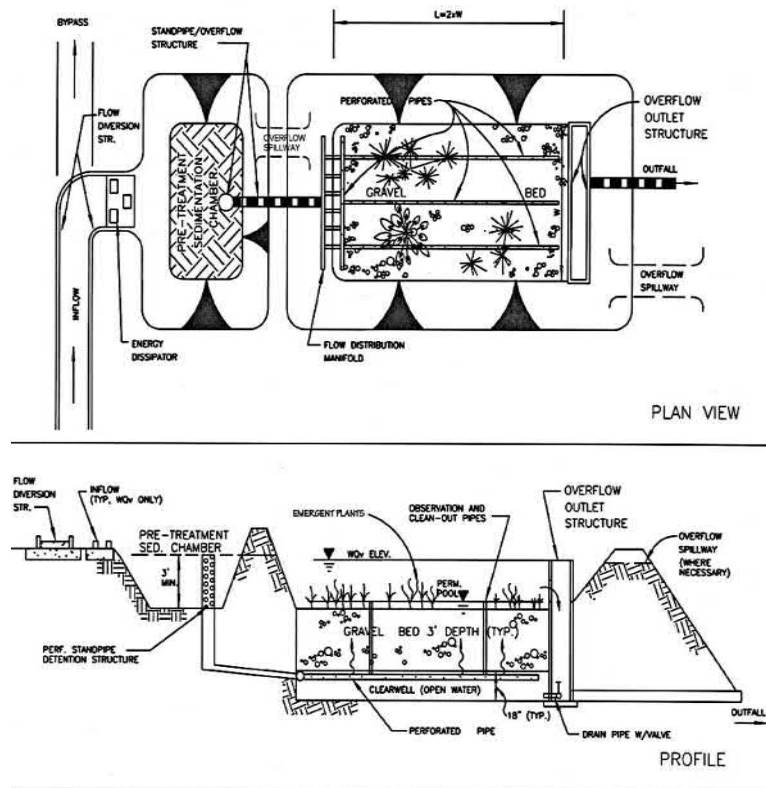 L=2xW
BYPASS
STANDPIPE/OVERFLOW
STRUCTURE
FLOW
DIVERSION
STR.
OVERFLOW
SPILLWAY
PERFORATED PIPES
OVERFLOW
OUTLET
STRUCTURE
PRE-TREATMENT
SEDIMENTATION
CHAMBER
GRAVEL BED
W
OUTFALL
INFLOW
ENERGY
DISSIPATOR
FLOW DISTRIBUTION
MANIFOLD
OVERFLOW
SPILLWAY
PLAN VIEW
FLOW
DIVERSION
STR.
INFLOW
(TYP. WQv ONLY)
PRE-TREATMENT
SED. CHAMBER
3'
MIN.
PERF. STANDPIPE
DETENTION STRUCTURE
EMERGENT PLANTS
OBSERVATION AND
CLEAN-OUT PIPES
OVERFLOW
OUTLET
STRUCTURE
OVERFLOW
SPILLWAY
(WHERE
NECESSARY)
WQv ELEV.
PERM.
POOL
GRAVEL BED 3' DEPTH (TYP.)
CLEARWELL (OPEN WATER)
18" (TYP.)
PERFORATED PIPE
DRAIN PIPE W/VALVE
OUTFALL
PROFILE